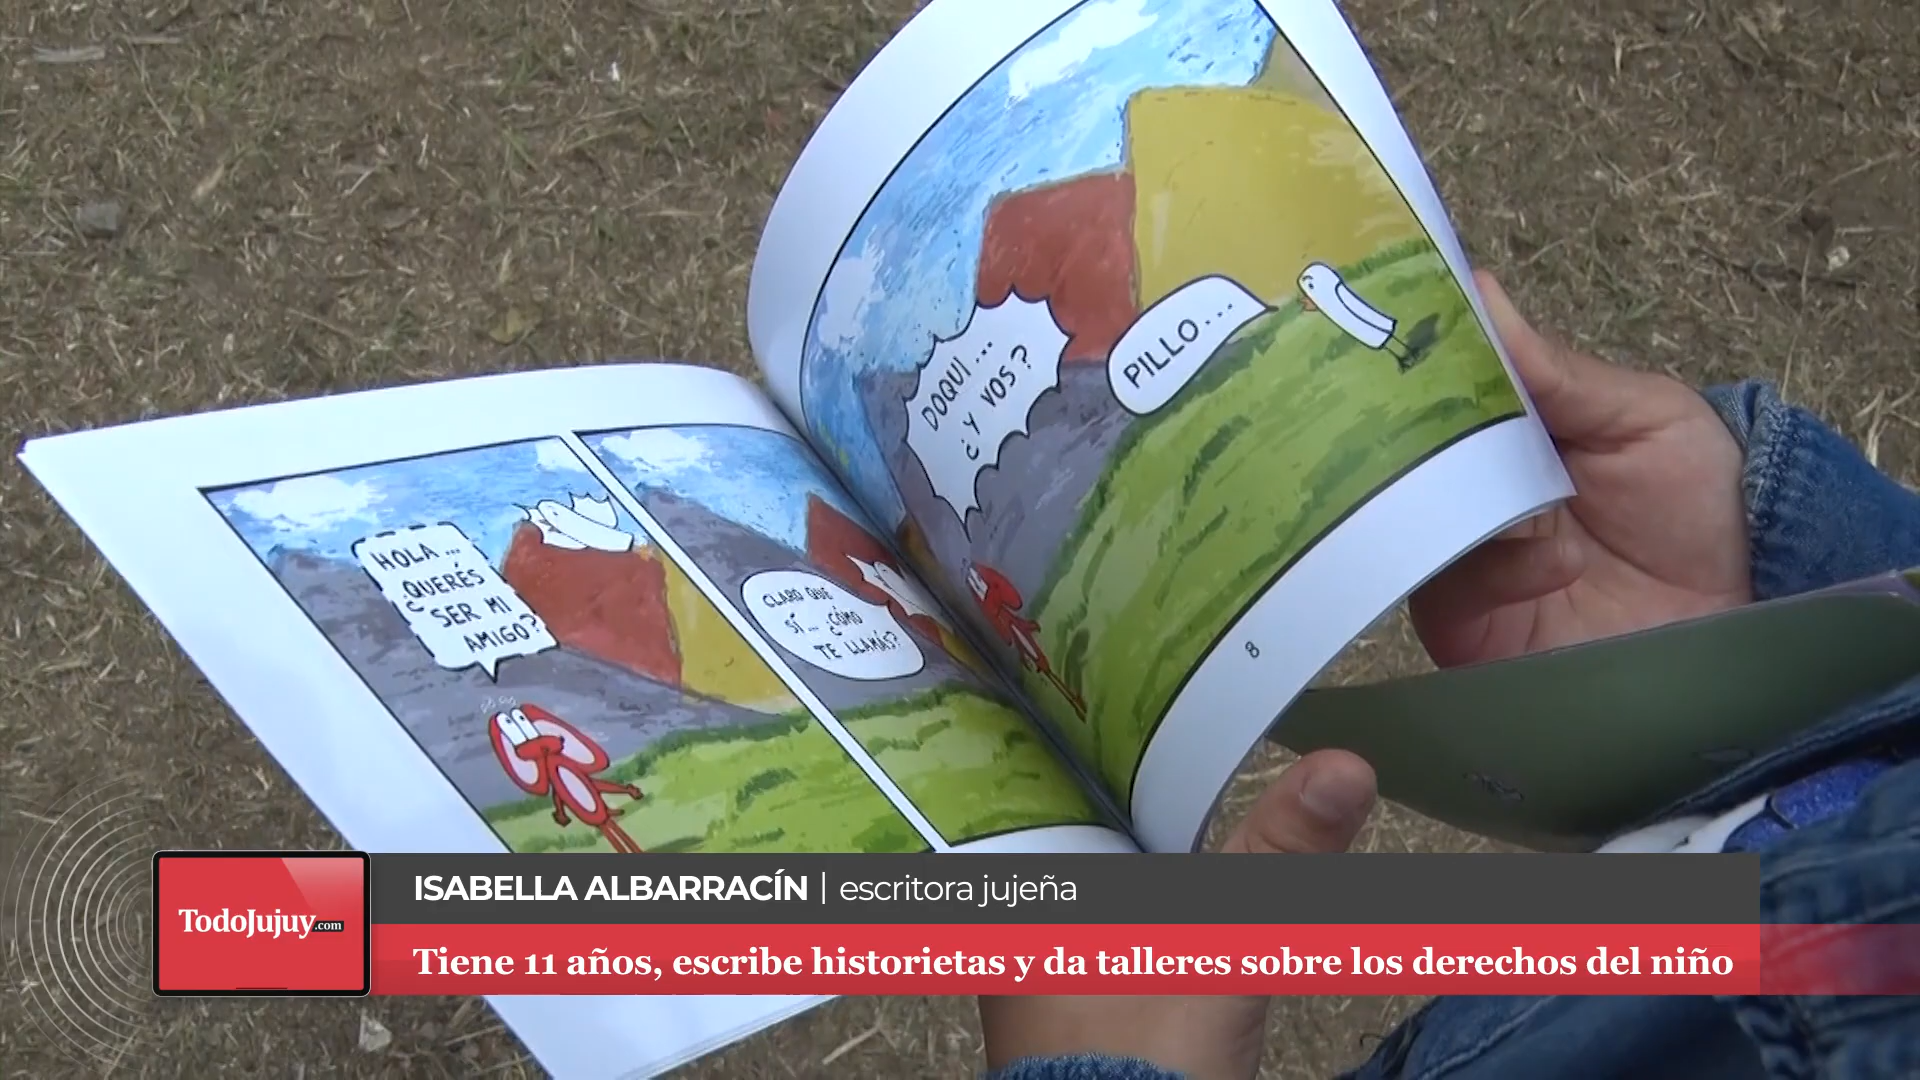 HOLA...
¿QUERÉS
SER MI
AMIGO?
CLARO QUE
SÍ... ¿CÓMO
TE LLAMÁS?
DOQUI...
¿Y VOS?
PILLO...
8
TodoJujuy.com
ISABELLA ALBARRACÍN | escritora jujeña
Tiene 11 años, escribe historietas y da talleres sobre los derechos del niño